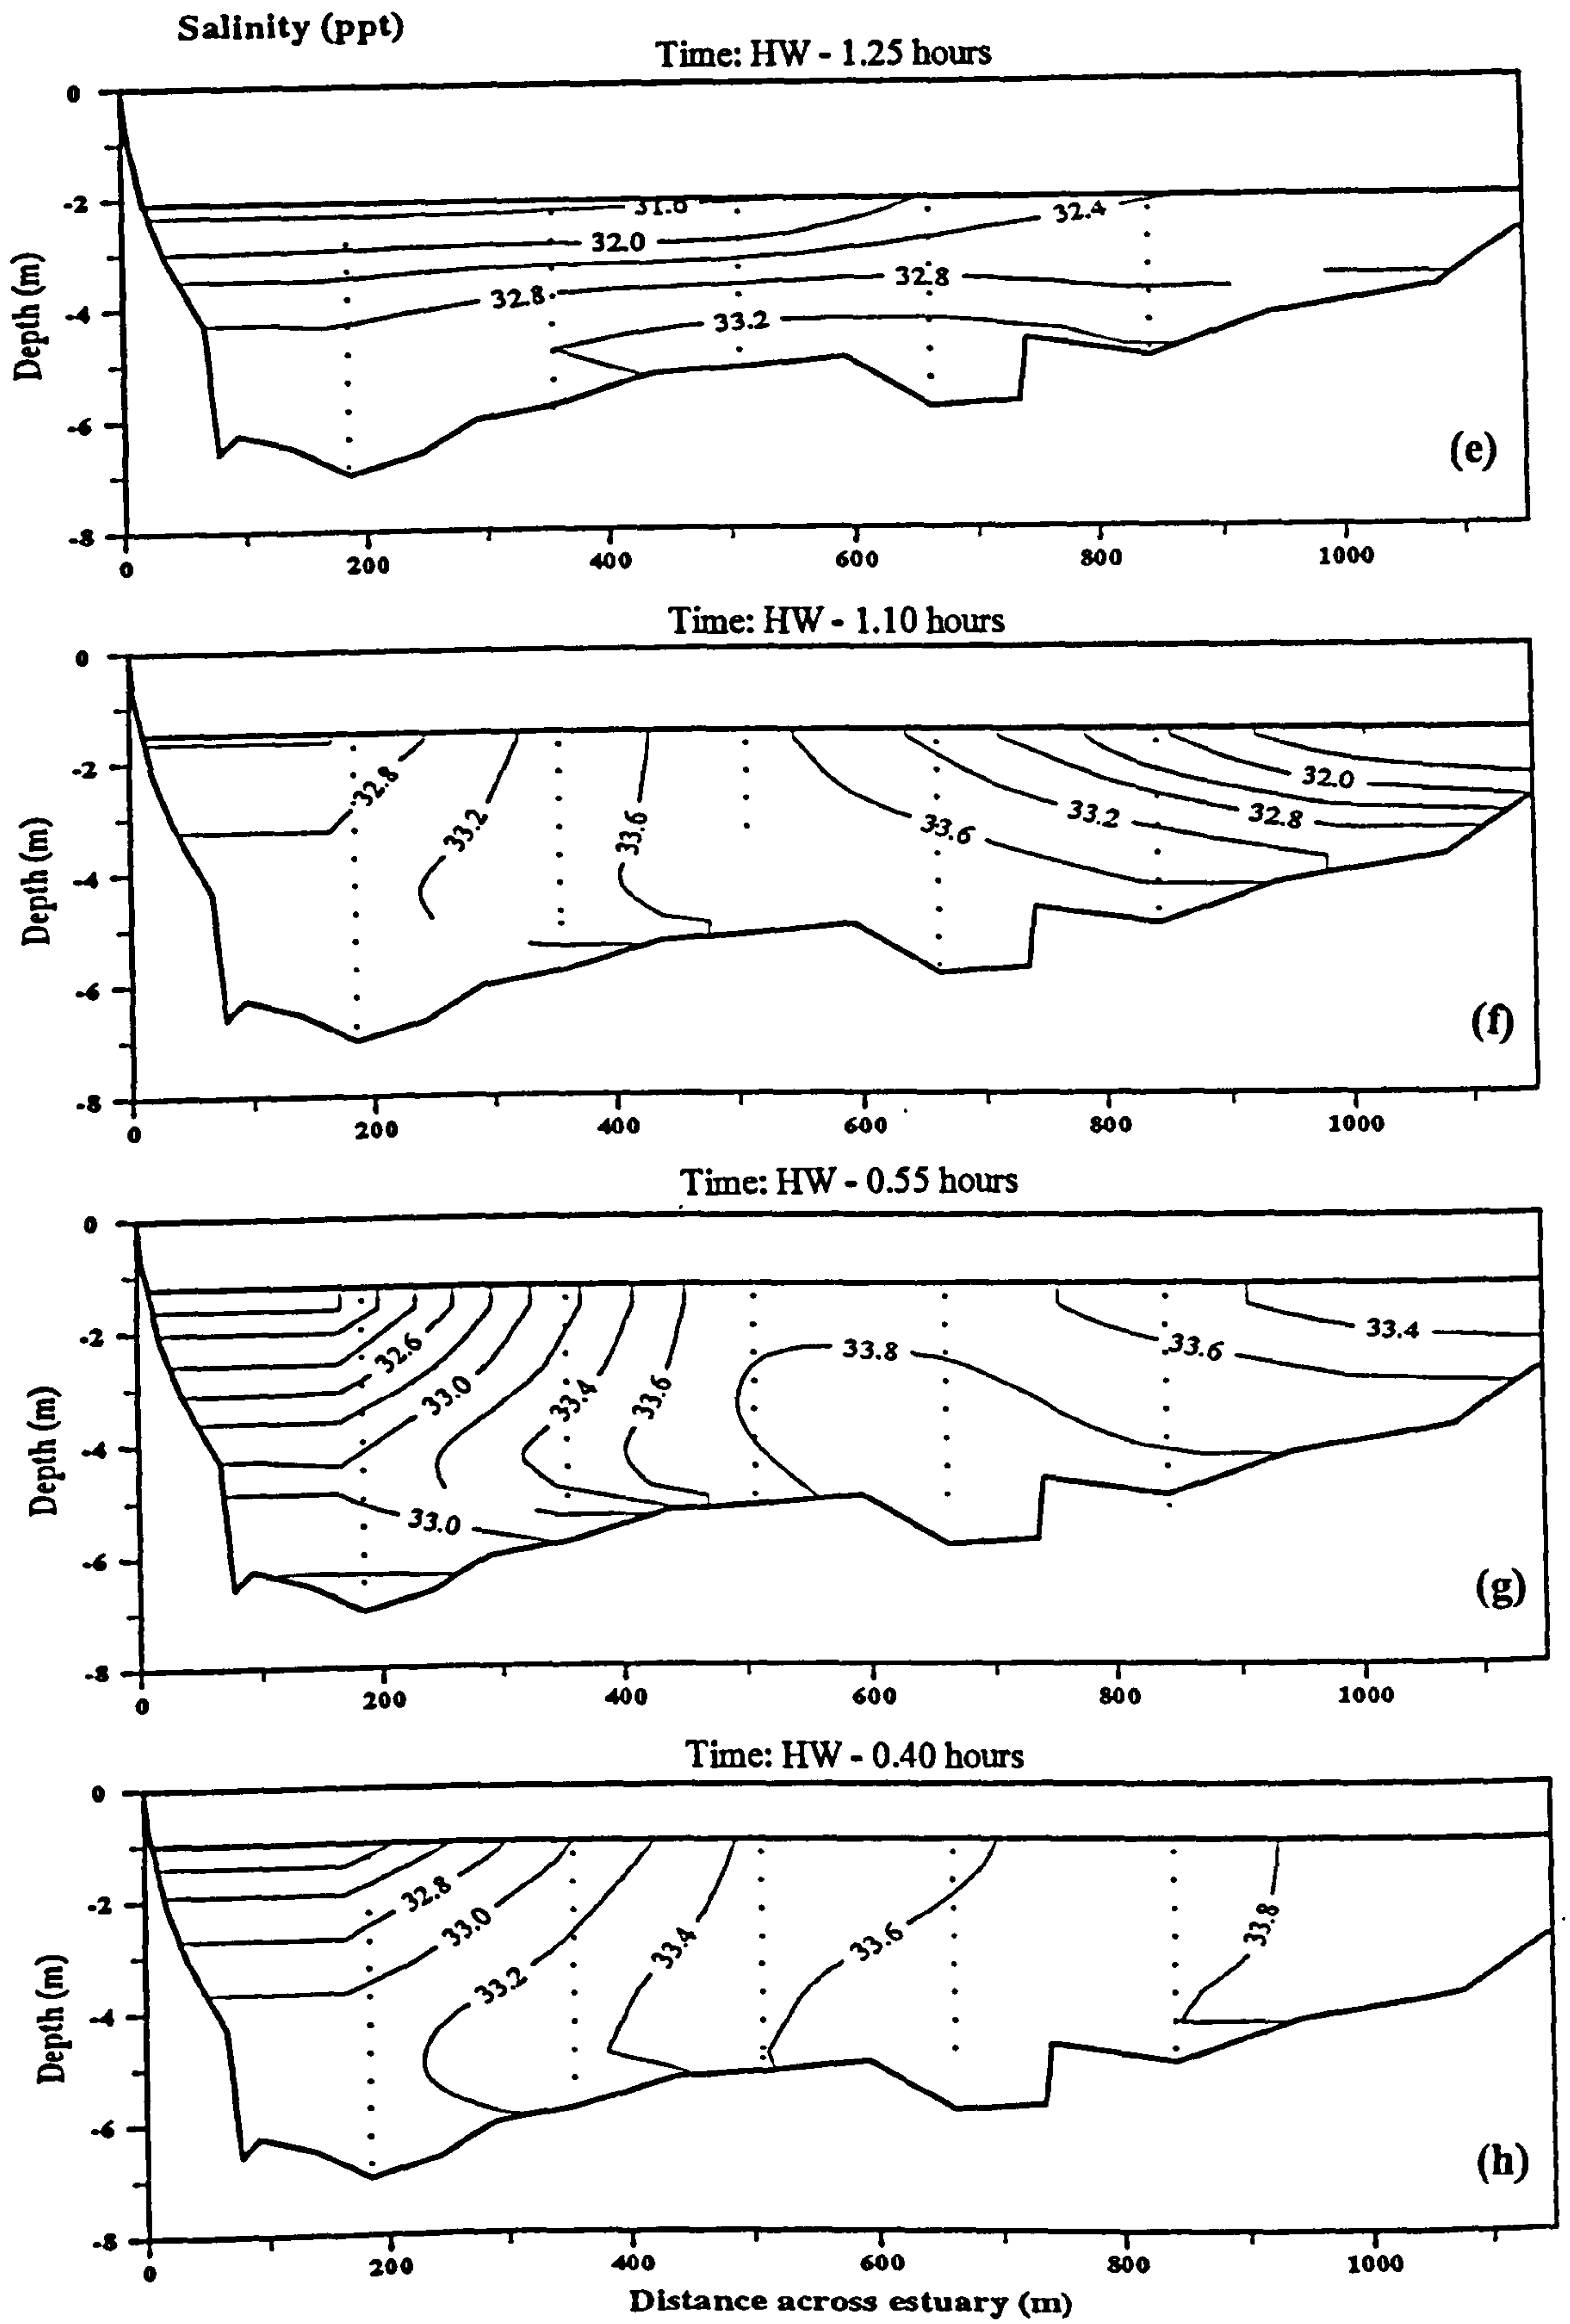 Salinity (ppt)
Time: HW - 1.25 hours
0
-2
-4
-6
-8
Depth (m)
31.6
32.0
32.4
32.8
32.8
33.2
(e)
0 200 400 600 800 1000
Time: HW - 1.10 hours
0
-2
-4
-6
-8
Depth (m)
32.8
33.2
33.6
33.6
33.2
32.8
32.0
(f)
0 200 400 600 800 1000
Time: HW - 0.55 hours
0
-2
-4
-6
-8
Depth (m)
32.6
33.0
33.4
33.6
33.8
33.6
33.4
33.0
(g)
0 200 400 600 800 1000
Time: HW - 0.40 hours
0
-2
-4
-6
-8
Depth (m)
32.8
33.0
33.2
33.4
33.6
33.8
(h)
0 200 400 600 800 1000
Distance across estuary (m)